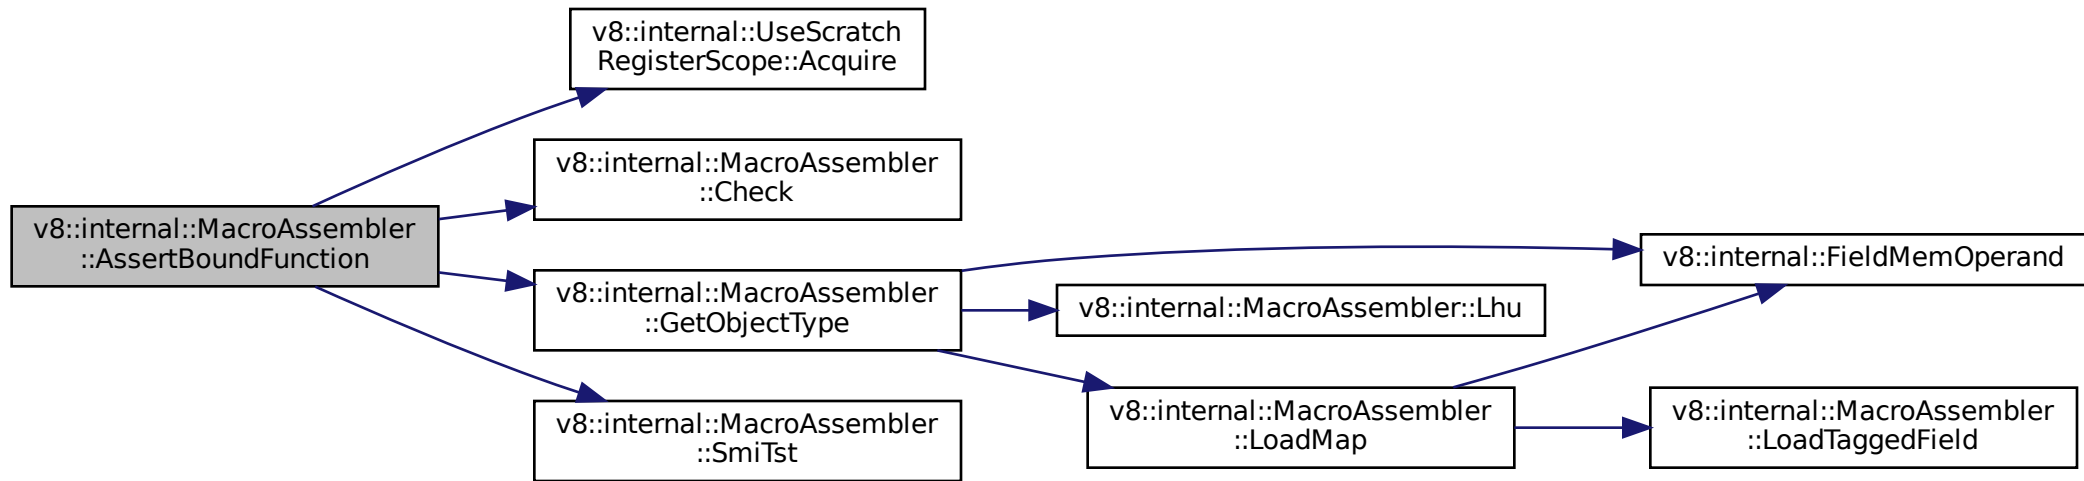 v8::internal::UseScratch
RegisterScope::Acquire
v8::internal::MacroAssembler
::Check
v8::internal::MacroAssembler
::AssertBoundFunction
v8::internal::MacroAssembler
::GetObjectType
v8::internal::FieldMemOperand
v8::internal::MacroAssembler::Lhu
v8::internal::MacroAssembler
::LoadMap
v8::internal::MacroAssembler
::LoadTaggedField
v8::internal::MacroAssembler
::SmiTst